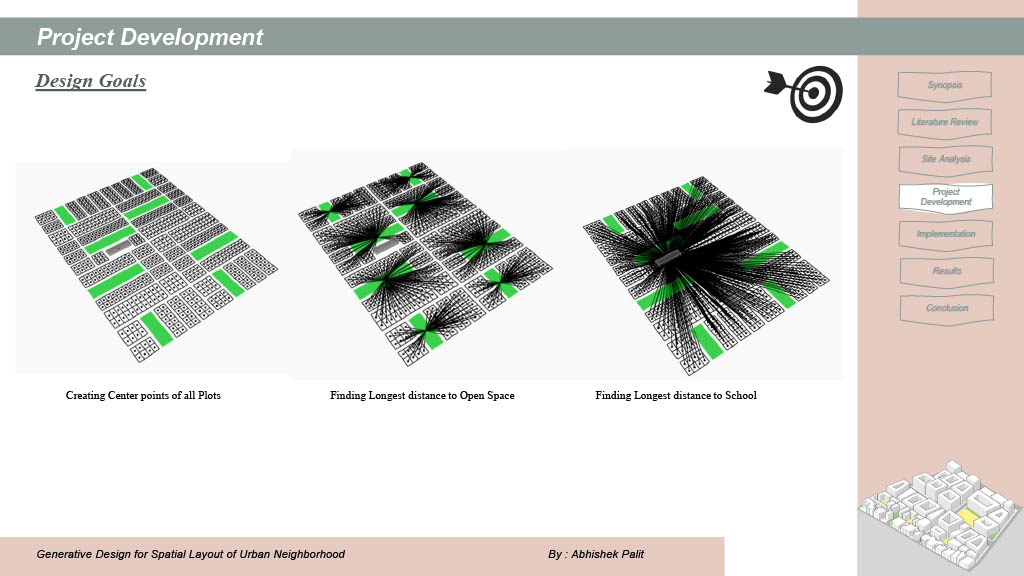 Project Development
Design Goals
Synopsis
Literature Review
Site Analysis
Project
Development
Implementation
Results
Conclusion
Creating Center points of all Plots
Finding Longest distance to Open Space
Finding Longest distance to School
Generative Design for Spatial Layout of Urban Neighborhood
By : Abhishek Palit